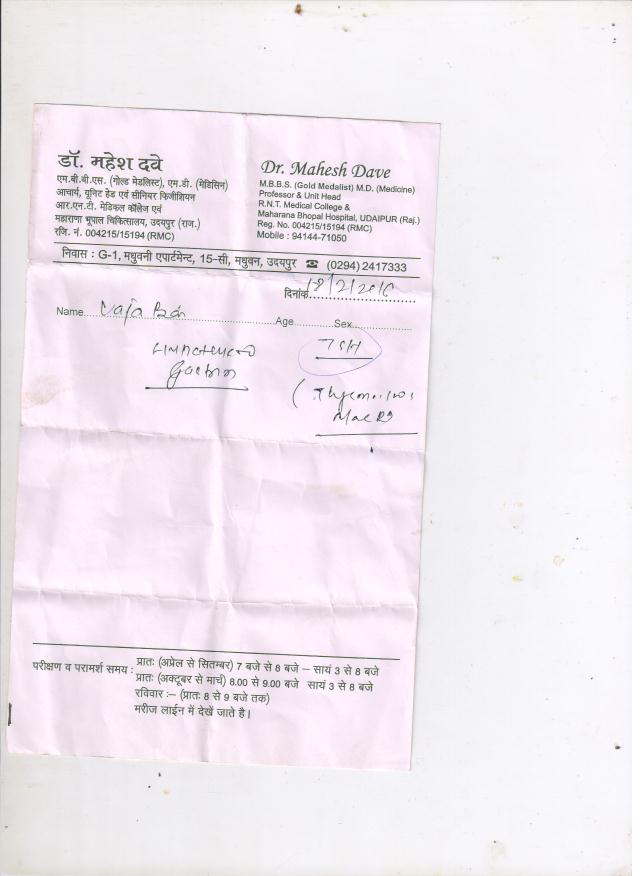 डॉ. महेश दवे
एम.बी.बी.एस. (गोल्ड मेडलिस्ट), एम.डी. (मेडिसिन)
आचार्य, यूनिट हेड एवं सीनियर फिजीशियन
आर.एन.टी. मेडिकल कॉलेज एवं
महाराणा भूपाल चिकित्सालय, उदयपुर (राज.)
रजि. नं. 004215/15194 (RMC)
Dr. Mahesh Dave
M.B.B.S. (Gold Medalist) M.D. (Medicine)
Professor & Unit Head
R.N.T. Medical College &
Maharana Bhopal Hospital, UDAIPUR (Raj.)
Reg. No. 004215/15194 (RMC)
Mobile : 94144-71050
निवास : G-1, मधुवनी एपार्टमेन्ट, 15-सी, मधुवन, उदयपुर ☎ (0294) 2417333
दिनांक 18/2/2016
Name Age Sex
TSH
परीक्षण व परामर्श समय : प्रातः (अप्रेल से सितम्बर) 7 बजे से 8 बजे – सायं 3 से 8 बजे
प्रातः (अक्टूबर से मार्च) 8.00 से 9.00 बजे सायं 3 से 8 बजे
रविवार :– (प्रातः 8 से 9 बजे तक)
मरीज लाईन में देखें जाते है।